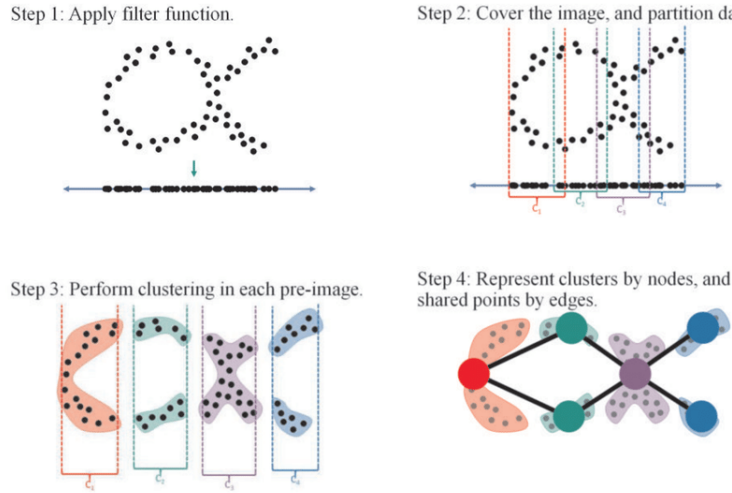 Step 1: Apply filter function.
Step 2: Cover the image, and partition da
C₁
C₂
C₃
C₄
Step 3: Perform clustering in each pre-image.
C₁
C₂
C₃
C₄
Step 4: Represent clusters by nodes, and
shared points by edges.